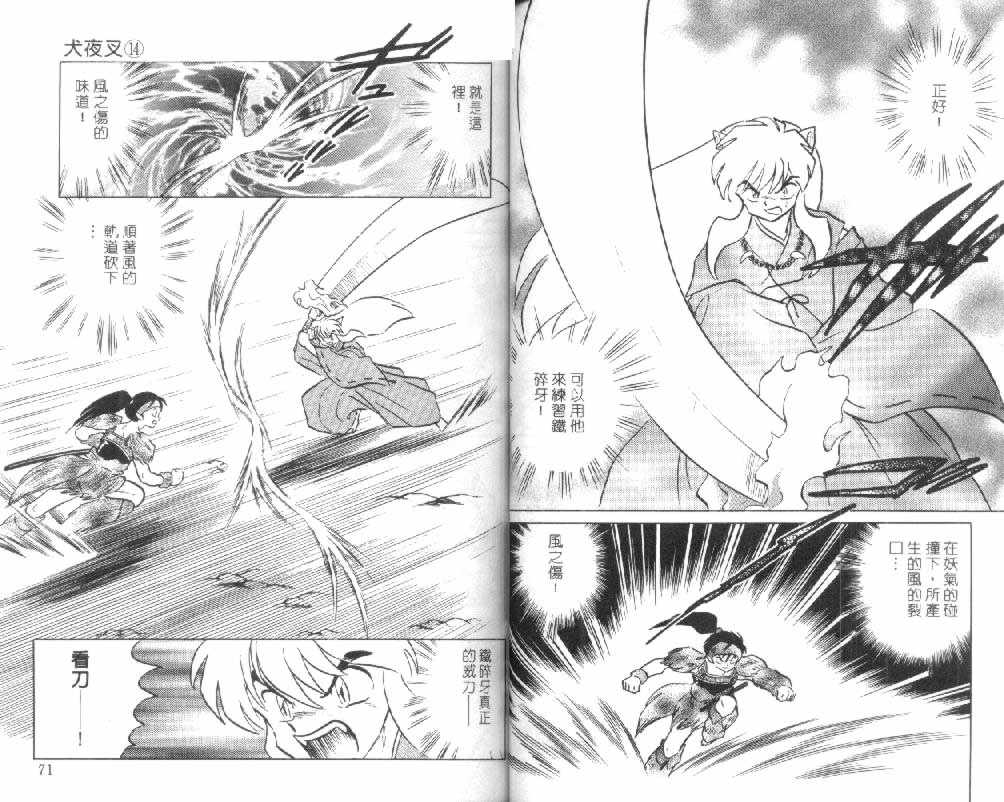 正好！
可以用他
來練習鐵
碎牙！
在妖氣的碰
撞下，所產
生的風的裂
口…
風之傷！
犬夜叉⑭
就是這
裡！
風之傷的
味道！
順著風的
軌道砍下
…
鐵碎牙真正
的威力——
看刀——！
71